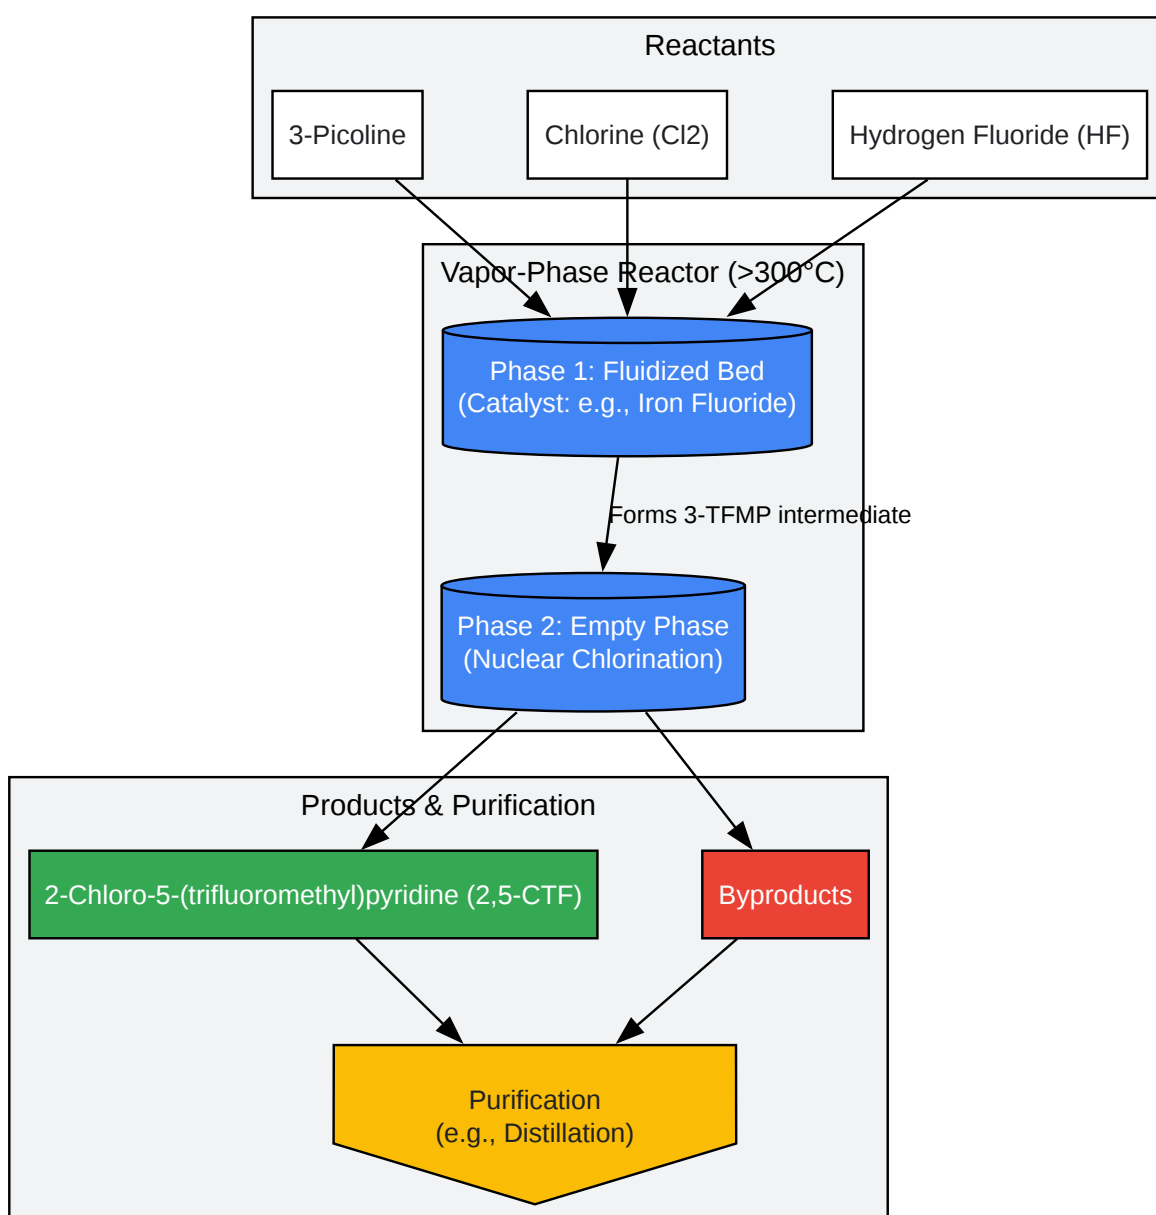 Reactants
3-Picoline
Chlorine (Cl2)
Hydrogen Fluoride (HF)
Vapor-Phase Reactor (>300°C)
Phase 1: Fluidized Bed
(Catalyst: e.g., Iron Fluoride)
Forms 3-TFMP intermediate
Phase 2: Empty Phase
(Nuclear Chlorination)
Products & Purification
2-Chloro-5-(trifluoromethyl)pyridine (2,5-CTF)
Byproducts
Purification
(e.g., Distillation)